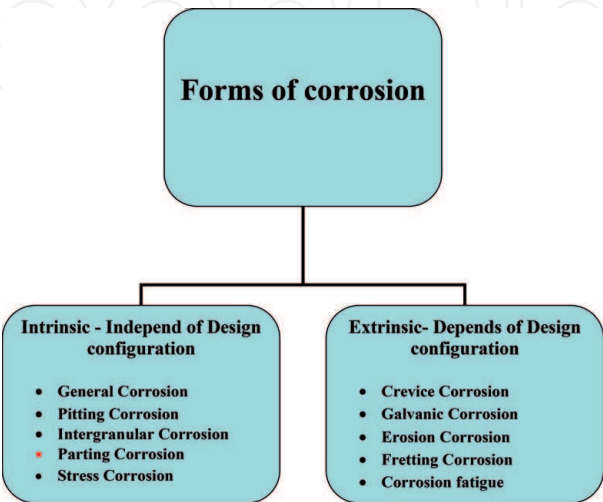 Forms of corrosion
Intrinsic - Independ of Design
configuration
• General Corrosion
• Pitting Corrosion
• Intergranular Corrosion
• Parting Corrosion
• Stress Corrosion
Extrinsic- Depends of Design
configuration
• Crevice Corrosion
• Galvanic Corrosion
• Erosion Corrosion
• Fretting Corrosion
• Corrosion fatigue